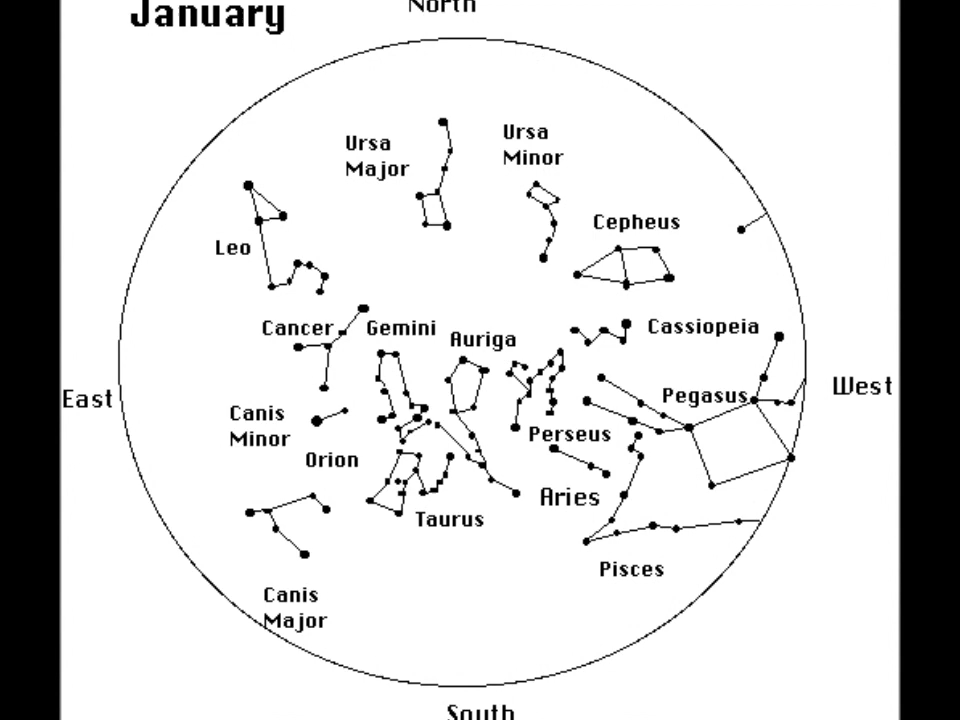 January
North
Ursa
Major
Ursa
Minor
Cepheus
Leo
Cancer
Gemini
Auriga
Cassiopeia
East
West
Pegasus
Canis
Minor
Perseus
Orion
Aries
Taurus
Pisces
Canis
Major
South